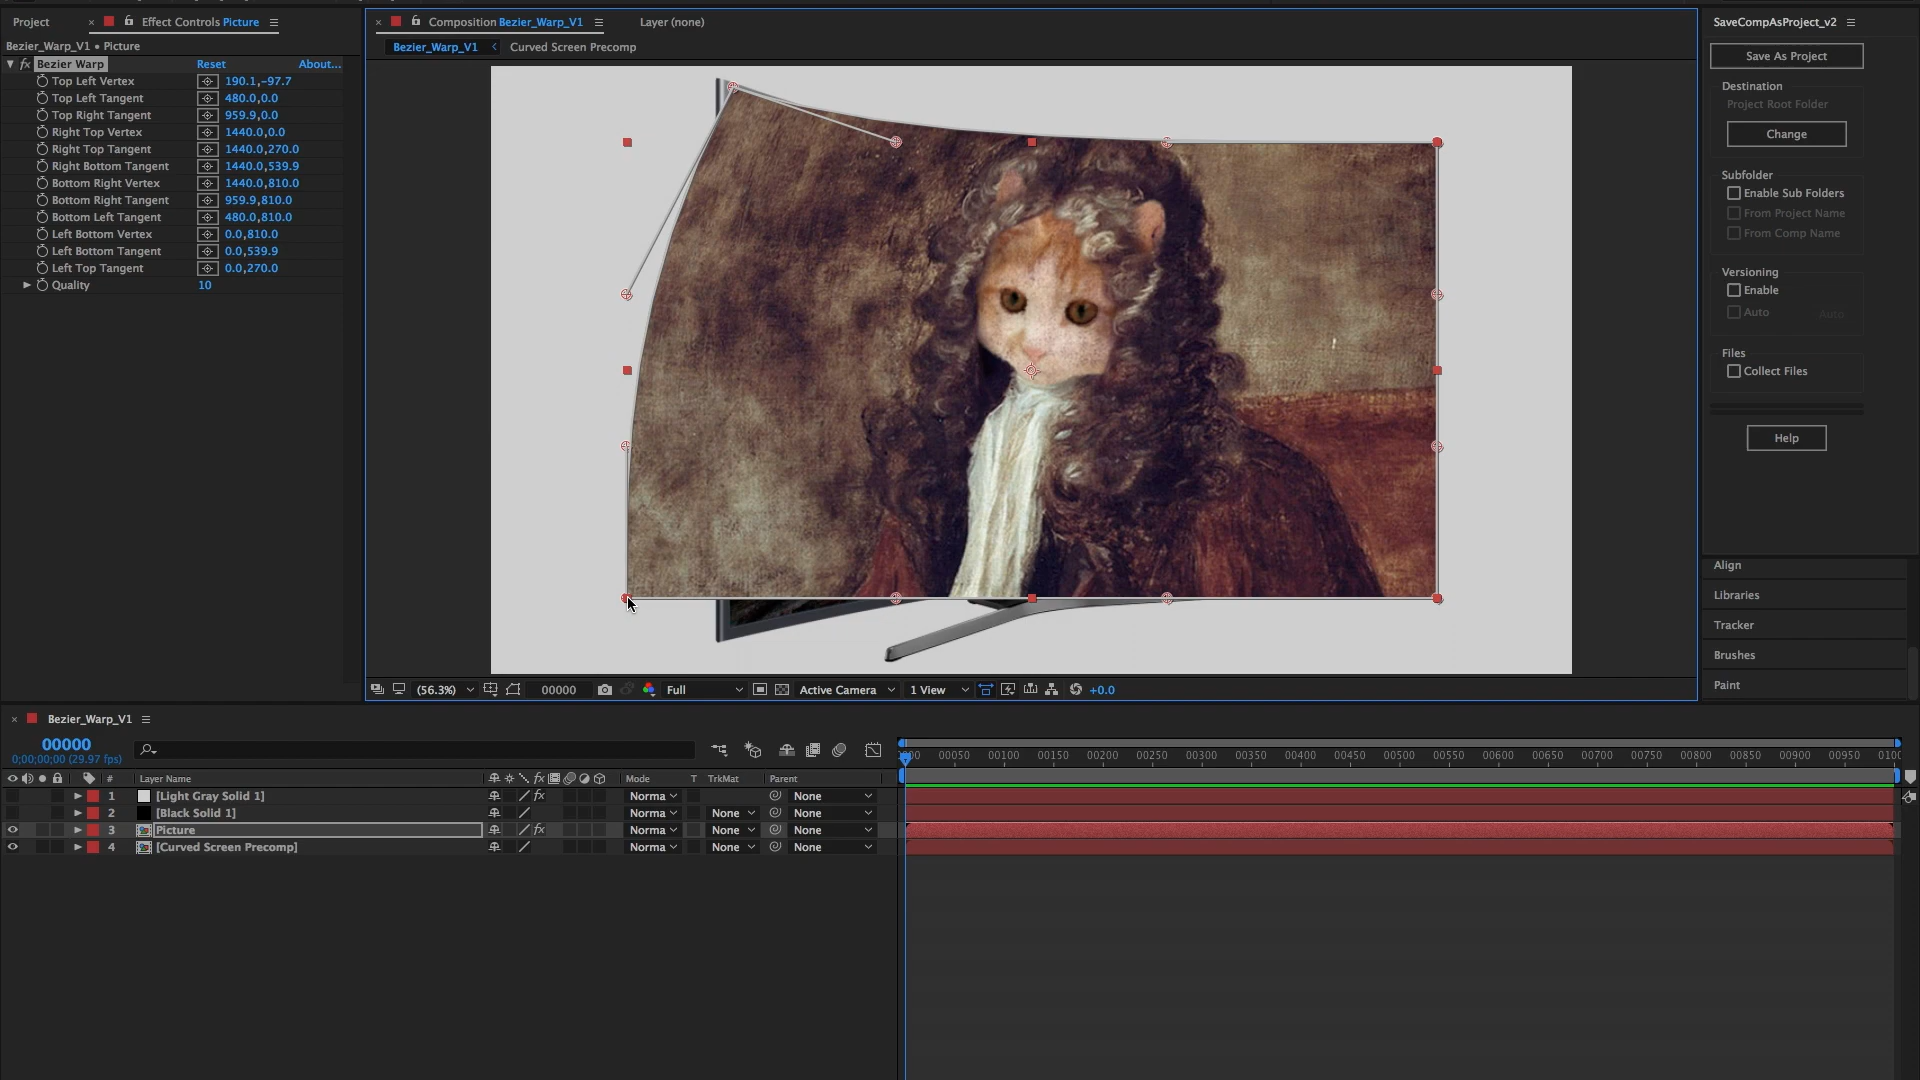 Project
× Effect Controls Picture
× Composition Bezier_Warp_V1
Layer (none)
SaveCompAsProject_v2
Bezier_Warp_V1 • Picture
Bezier_Warp_V1 Curved Screen Precomp
fx Bezier Warp Reset About...
Top Left Vertex 190.1,-97.7
Top Left Tangent 480.0,0.0
Top Right Tangent 959.9,0.0
Right Top Vertex 1440.0,0.0
Right Top Tangent 1440.0,270.0
Right Bottom Tangent 1440.0,539.9
Bottom Right Vertex 1440.0,810.0
Bottom Right Tangent 959.9,810.0
Bottom Left Tangent 480.0,810.0
Left Bottom Vertex 0.0,810.0
Left Bottom Tangent 0.0,539.9
Left Top Tangent 0.0,270.0
Quality 10
Save As Project
Destination
Project Root Folder
Change
Subfolder
Enable Sub Folders
From Project Name
From Comp Name
Versioning
Enable
Auto Auto
Files
Collect Files
Help
Align
Libraries
Tracker
Brushes
Paint
(56.3%) 00000 Full Active Camera 1 View +0.0
× Bezier_Warp_V1
00000
0;00;00;00 (29.97 fps)
00050 00100 00150 00200 00250 00300 00350 00400 00450 00500 00550 00600 00650 00700 00750 00800 00850 00900 00950
# Layer Name fx Mode T TrkMat Parent
1 [Light Gray Solid 1] fx Norma None
2 [Black Solid 1] Norma None None
3 Picture fx Norma None None
4 [Curved Screen Precomp] Norma None None